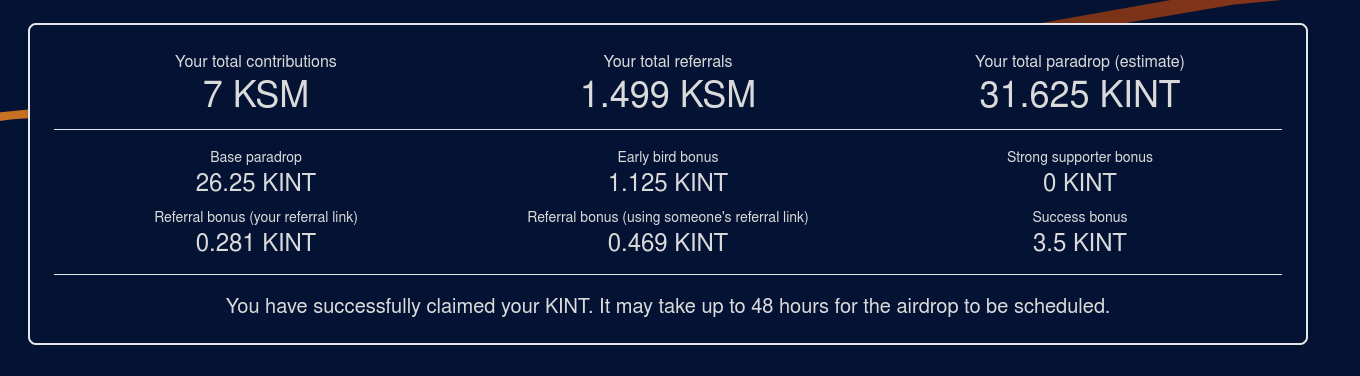 Your total contributions
7 KSM
Your total referrals
1.499 KSM
Your total paradrop (estimate)
31.625 KINT
Base paradrop
26.25 KINT
Early bird bonus
1.125 KINT
Strong supporter bonus
0 KINT
Referral bonus (your referral link)
0.281 KINT
Referral bonus (using someone's referral link)
0.469 KINT
Success bonus
3.5 KINT
You have successfully claimed your KINT. It may take up to 48 hours for the airdrop to be scheduled.